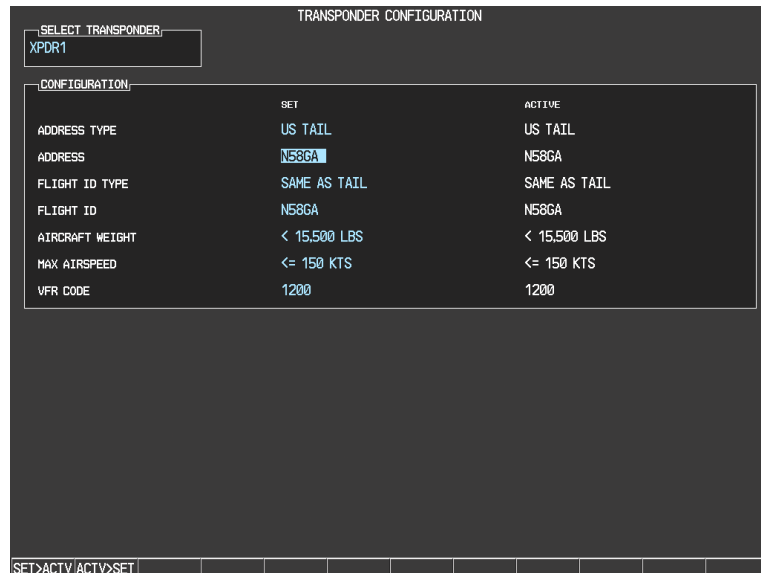 TRANSPONDER CONFIGURATION
SELECT TRANSPONDER
XPDR1
CONFIGURATION
SET ACTIVE
ADDRESS TYPE US TAIL US TAIL
ADDRESS N58GA N58GA
FLIGHT ID TYPE SAME AS TAIL SAME AS TAIL
FLIGHT ID N58GA N58GA
AIRCRAFT WEIGHT < 15,500 LBS < 15,500 LBS
MAX AIRSPEED <= 150 KTS <= 150 KTS
VFR CODE 1200 1200
SET>ACTV ACTV>SET